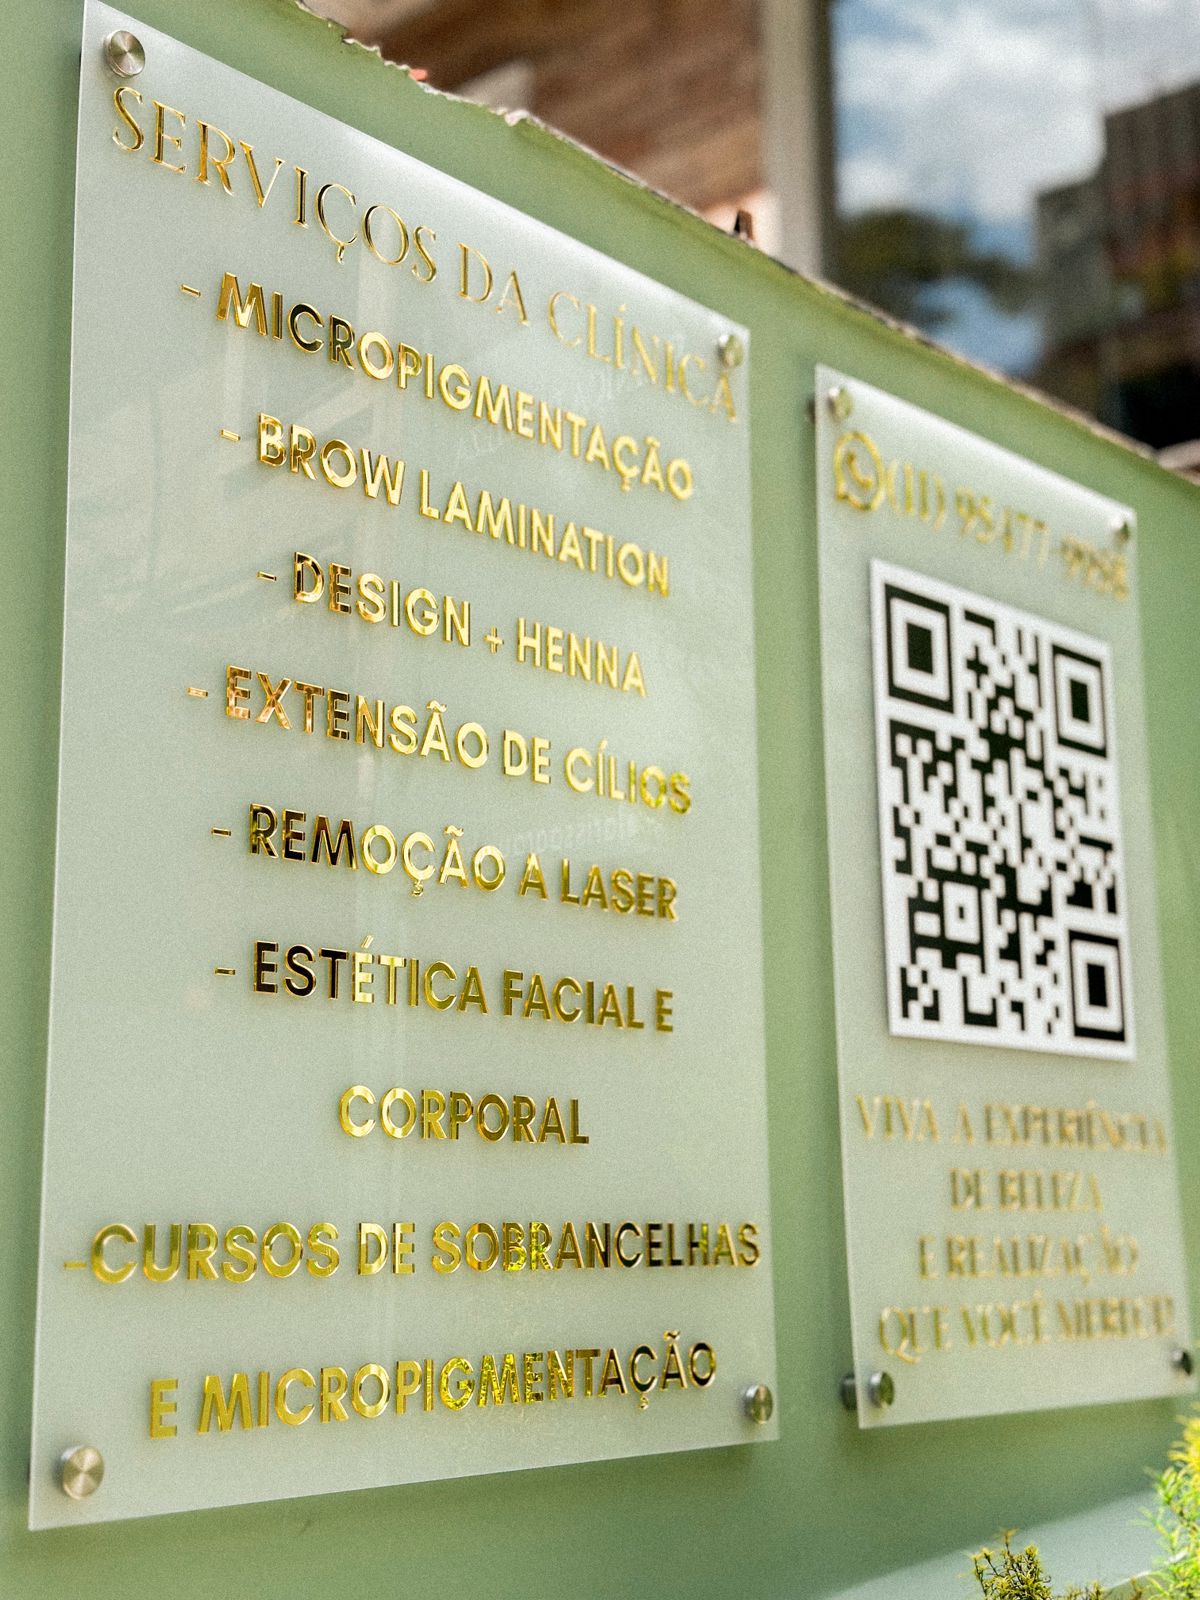 SERVIÇOS DA CLÍNICA
- MICROPIGMENTAÇÃO
- BROW LAMINATION
- DESIGN + HENNA
- EXTENSÃO DE CÍLIOS
- REMOÇÃO A LASER
- ESTÉTICA FACIAL E
CORPORAL
-CURSOS DE SOBRANCELHAS
E MICROPIGMENTAÇÃO
(11)
VIVA A EXPERIÊNCIA
DE BELEZA
E REALIZAÇÃO
QUE VOCÊ MERECE!